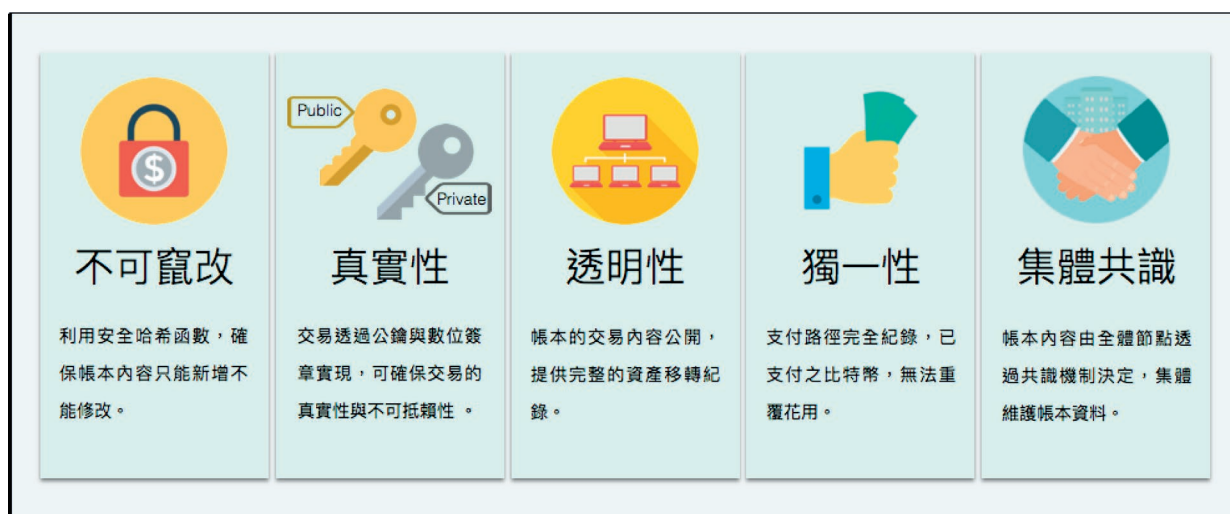 Public
Private
$
不可竄改
利用安全哈希函數，確
保帳本內容只能新增不
能修改。
真實性
交易透過公鑰與數位簽
章實現，可確保交易的
真實性與不可抵賴性 。
透明性
帳本的交易內容公開，
提供完整的資產移轉紀
錄。
獨一性
支付路徑完全紀錄，已
支付之比特幣，無法重
覆花用。
集體共識
帳本內容由全體節點透
過共識機制決定，集體
維護帳本資料。